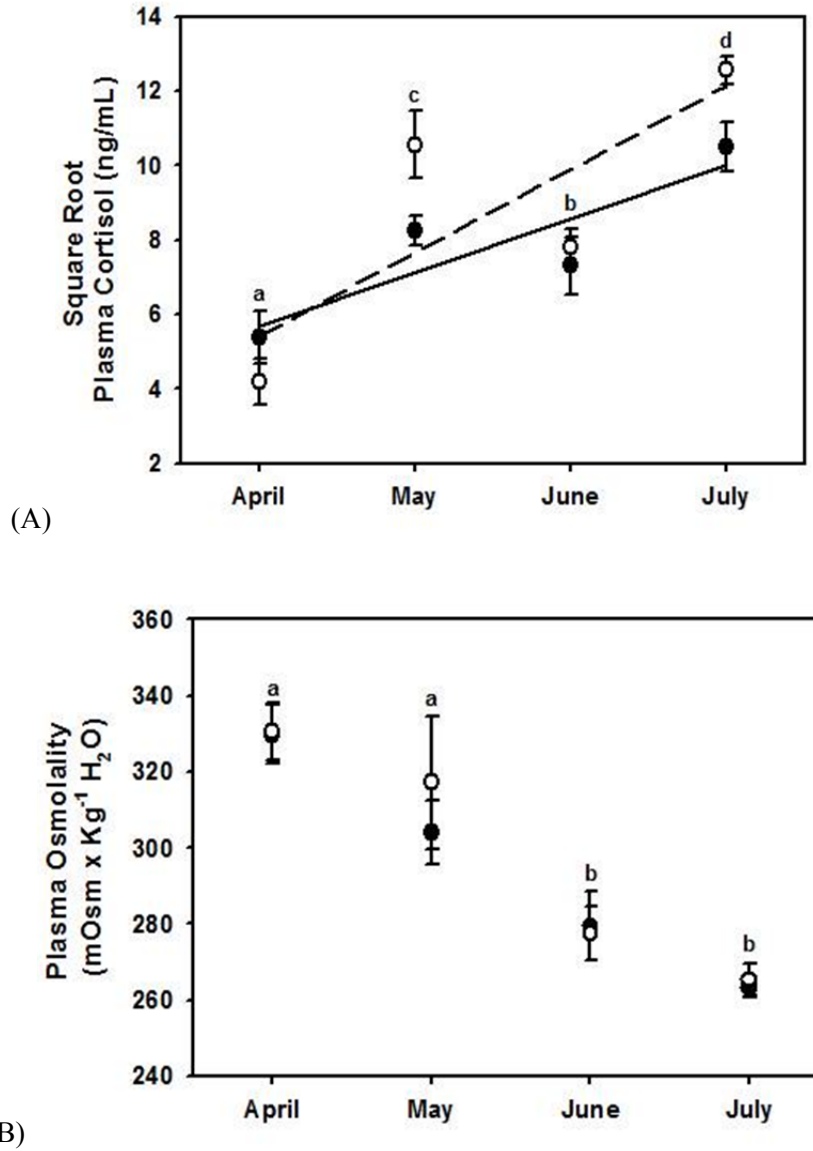 14
12
10
8
6
4
2
Square Root
Plasma Cortisol (ng/mL)
a
c
b
d
April May June July
(A)
360
340
320
300
280
260
240
Plasma Osmolality
(mOsm x Kg⁻¹ H₂O)
a
a
b
b
April May June July
B)